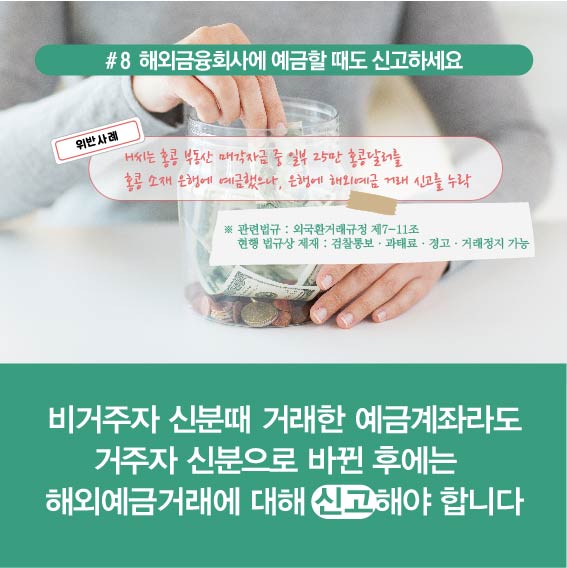 #8 해외금융회사에 예금할 때도 신고하세요
위반사례
H씨는 홍콩 부동산 매각자금 중 일부 25만 홍콩달러를
홍콩 소재 은행에 예금했으나, 은행에 해외예금 거래 신고를 누락
※ 관련법규 : 외국환거래규정 제7-11조
현행 법규상 제재 : 검찰통보 · 과태료 · 경고 · 거래정지 가능
비거주자 신분때 거래한 예금계좌라도
거주자 신분으로 바뀐 후에는
해외예금거래에 대해 신고해야 합니다